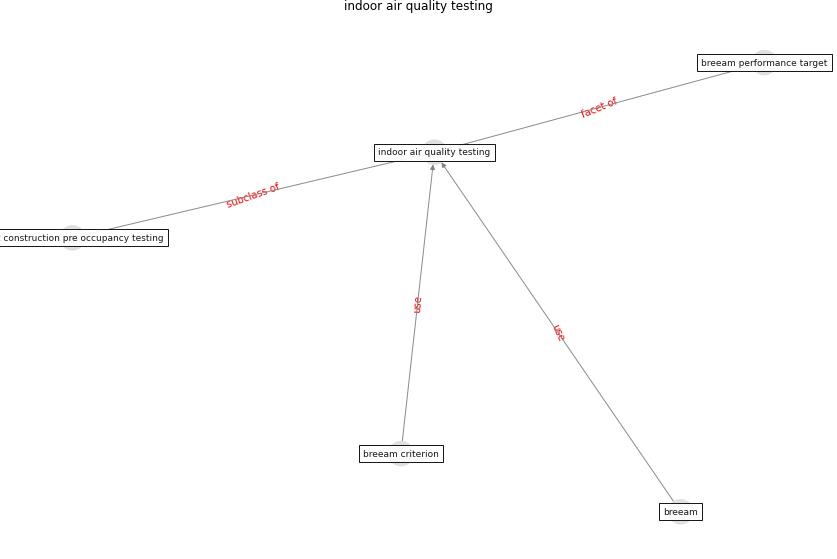 indoor air quality testing
breeam performance target
facet of
indoor air quality testing
subclass of
construction pre occupancy testing
use
use
breeam criterion
breeam